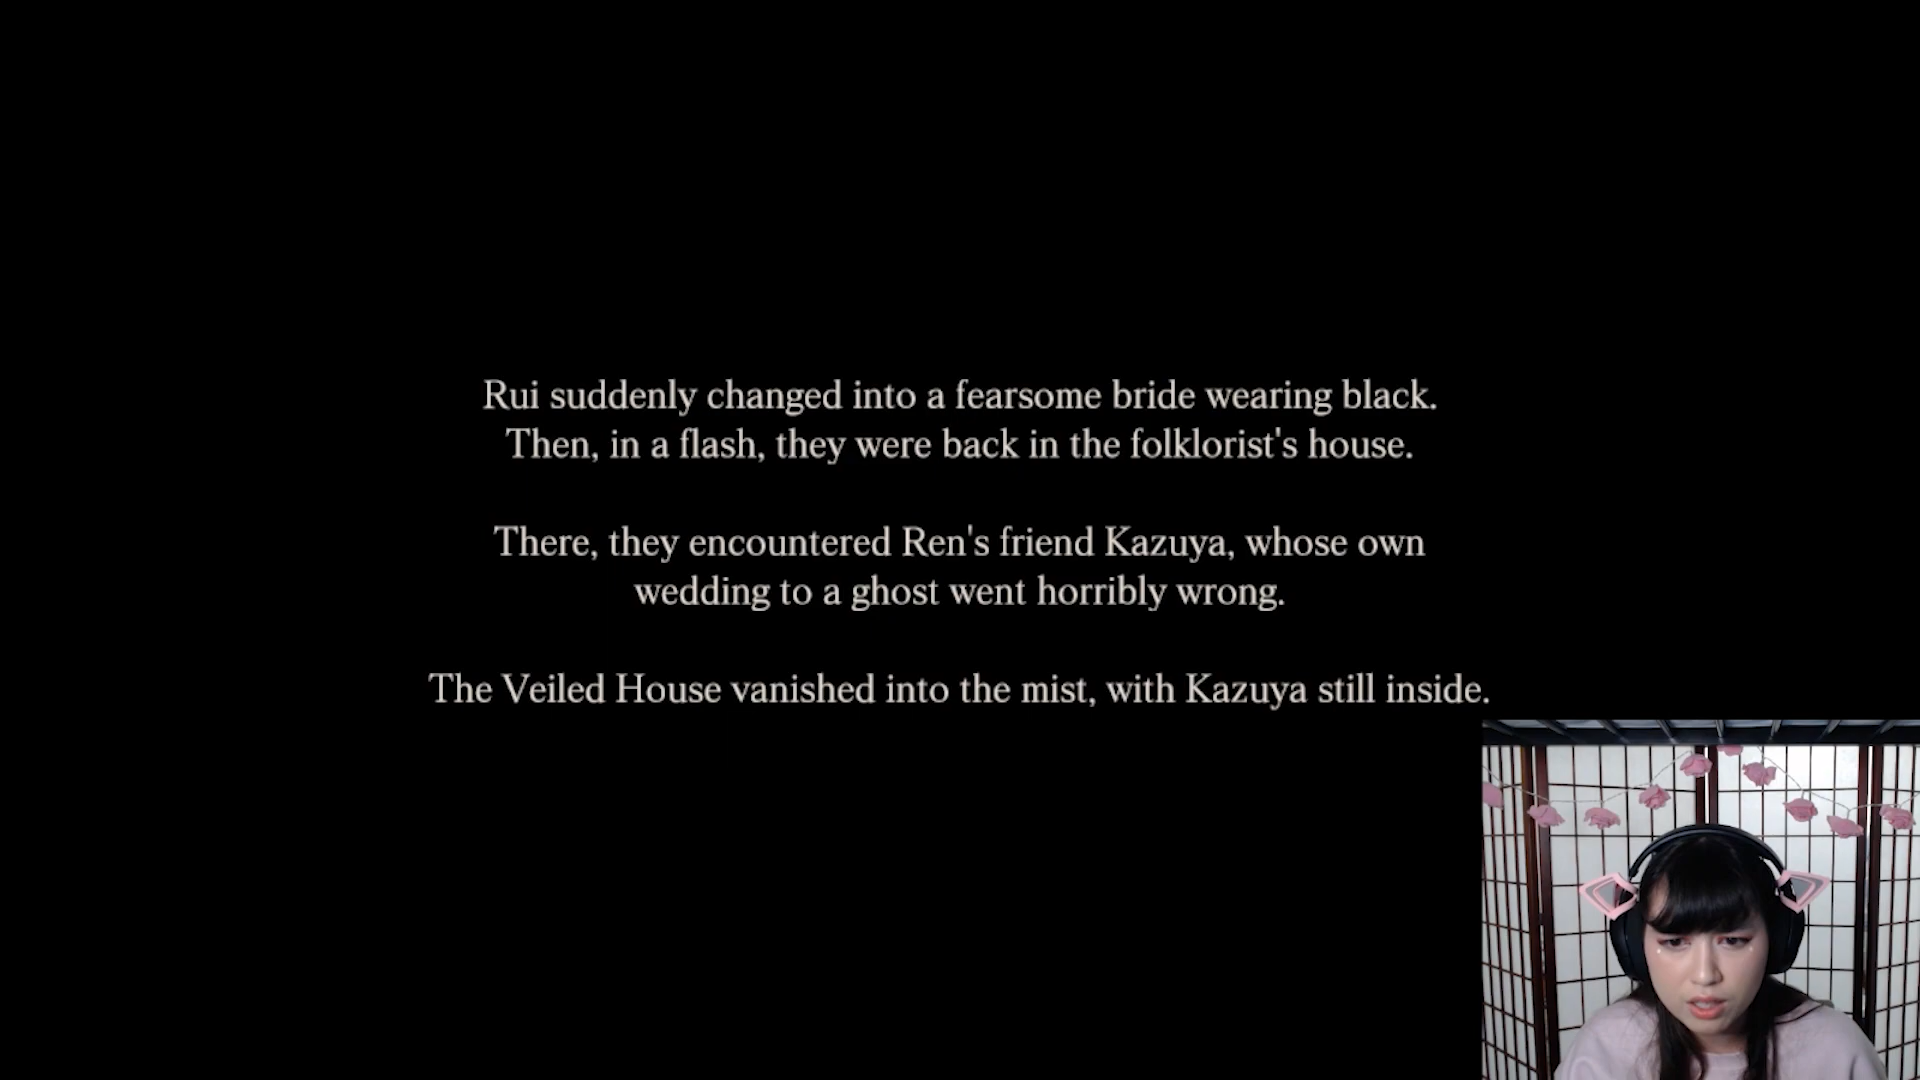 Rui suddenly changed into a fearsome bride wearing black.
Then, in a flash, they were back in the folklorist's house.
There, they encountered Ren's friend Kazuya, whose own
wedding to a ghost went horribly wrong.
The Veiled House vanished into the mist, with Kazuya still inside.